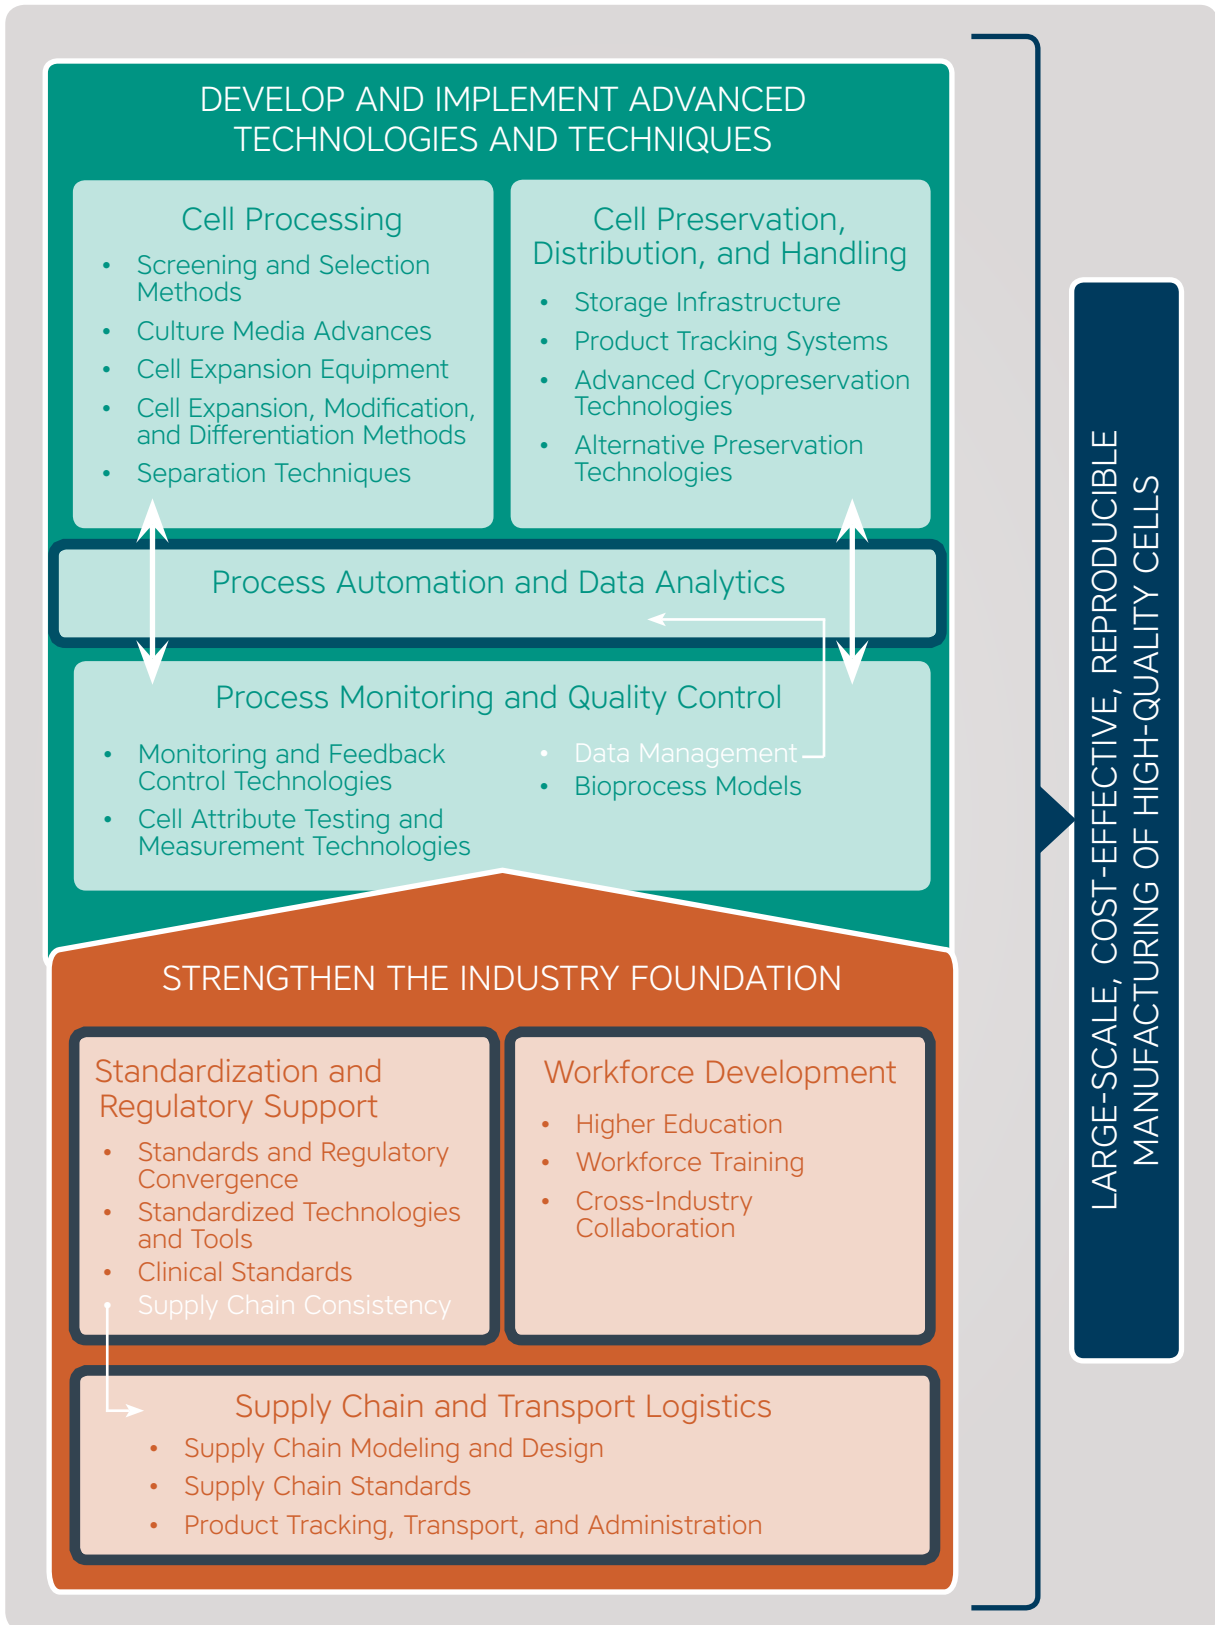 DEVELOP AND IMPLEMENT ADVANCED
TECHNOLOGIES AND TECHNIQUES
Cell Processing
• Screening and Selection
Methods
• Culture Media Advances
• Cell Expansion Equipment
• Cell Expansion, Modification,
and Differentiation Methods
• Separation Techniques
Cell Preservation,
Distribution, and Handling
• Storage Infrastructure
• Product Tracking Systems
• Advanced Cryopreservation
Technologies
• Alternative Preservation
Technologies
Process Automation and Data Analytics
Process Monitoring and Quality Control
• Monitoring and Feedback
Control Technologies
• Cell Attribute Testing and
Measurement Technologies
• Data Management
• Bioprocess Models
STRENGTHEN THE INDUSTRY FOUNDATION
Standardization and
Regulatory Support
• Standards and Regulatory
Convergence
• Standardized Technologies
and Tools
• Clinical Standards
• Supply Chain Consistency
Workforce Development
• Higher Education
• Workforce Training
• Cross-Industry
Collaboration
Supply Chain and Transport Logistics
• Supply Chain Modeling and Design
• Supply Chain Standards
• Product Tracking, Transport, and Administration
LARGE-SCALE, COST-EFFECTIVE, REPRODUCIBLE
MANUFACTURING OF HIGH-QUALITY CELLS